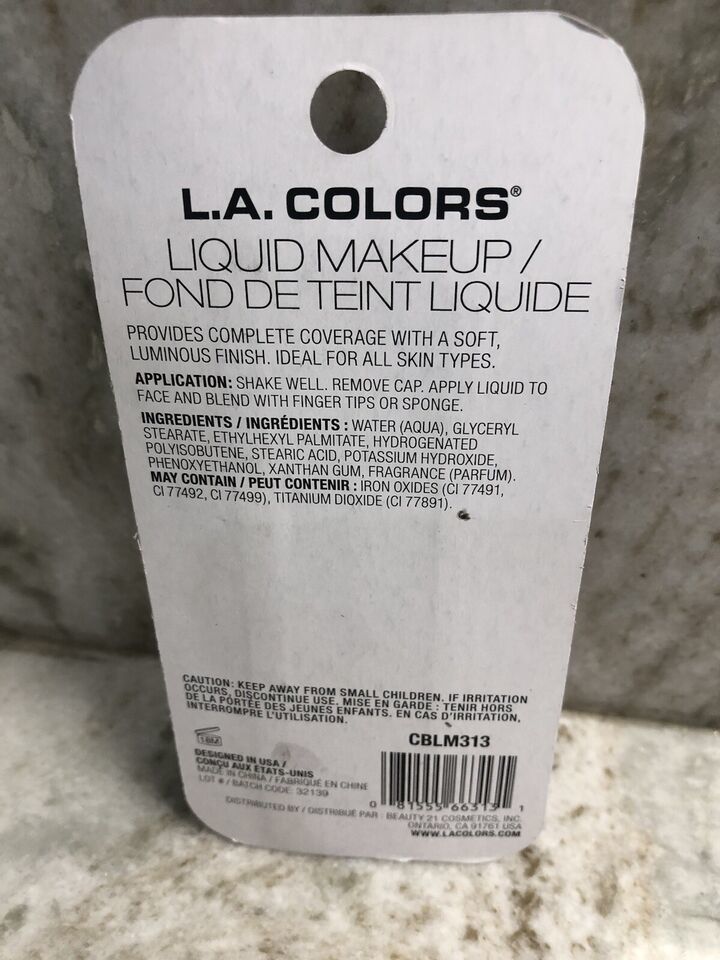 L.A. COLORS®
LIQUID MAKEUP /
FOND DE TEINT LIQUIDE
PROVIDES COMPLETE COVERAGE WITH A SOFT,
LUMINOUS FINISH. IDEAL FOR ALL SKIN TYPES.
APPLICATION: SHAKE WELL. REMOVE CAP. APPLY LIQUID TO
FACE AND BLEND WITH FINGER TIPS OR SPONGE.
INGREDIENTS / INGRÉDIENTS : WATER (AQUA), GLYCERYL
STEARATE, ETHYLHEXYL PALMITATE, HYDROGENATED
POLYISOBUTENE, STEARIC ACID, POTASSIUM HYDROXIDE,
PHENOXYETHANOL, XANTHAN GUM, FRAGRANCE (PARFUM).
MAY CONTAIN / PEUT CONTENIR : IRON OXIDES (CI 77491,
CI 77492, CI 77499), TITANIUM DIOXIDE (CI 77891).
CAUTION: KEEP AWAY FROM SMALL CHILDREN. IF IRRITATION
OCCURS, DISCONTINUE USE. MISE EN GARDE : TENIR HORS
DE LA PORTÉE DES JEUNES ENFANTS. EN CAS D'IRRITATION,
INTERROMPRE L'UTILISATION.
18M
DESIGNED IN USA /
CONÇU AUX ÉTATS-UNIS
MADE IN CHINA / FABRIQUÉ EN CHINE
LOT # / BATCH CODE: 32139
CBLM313
0 81555 66313 1
DISTRIBUTED BY / DISTRIBUÉ PAR : BEAUTY 21 COSMETICS, INC.
ONTARIO, CA 91761 USA
WWW.LACOLORS.COM